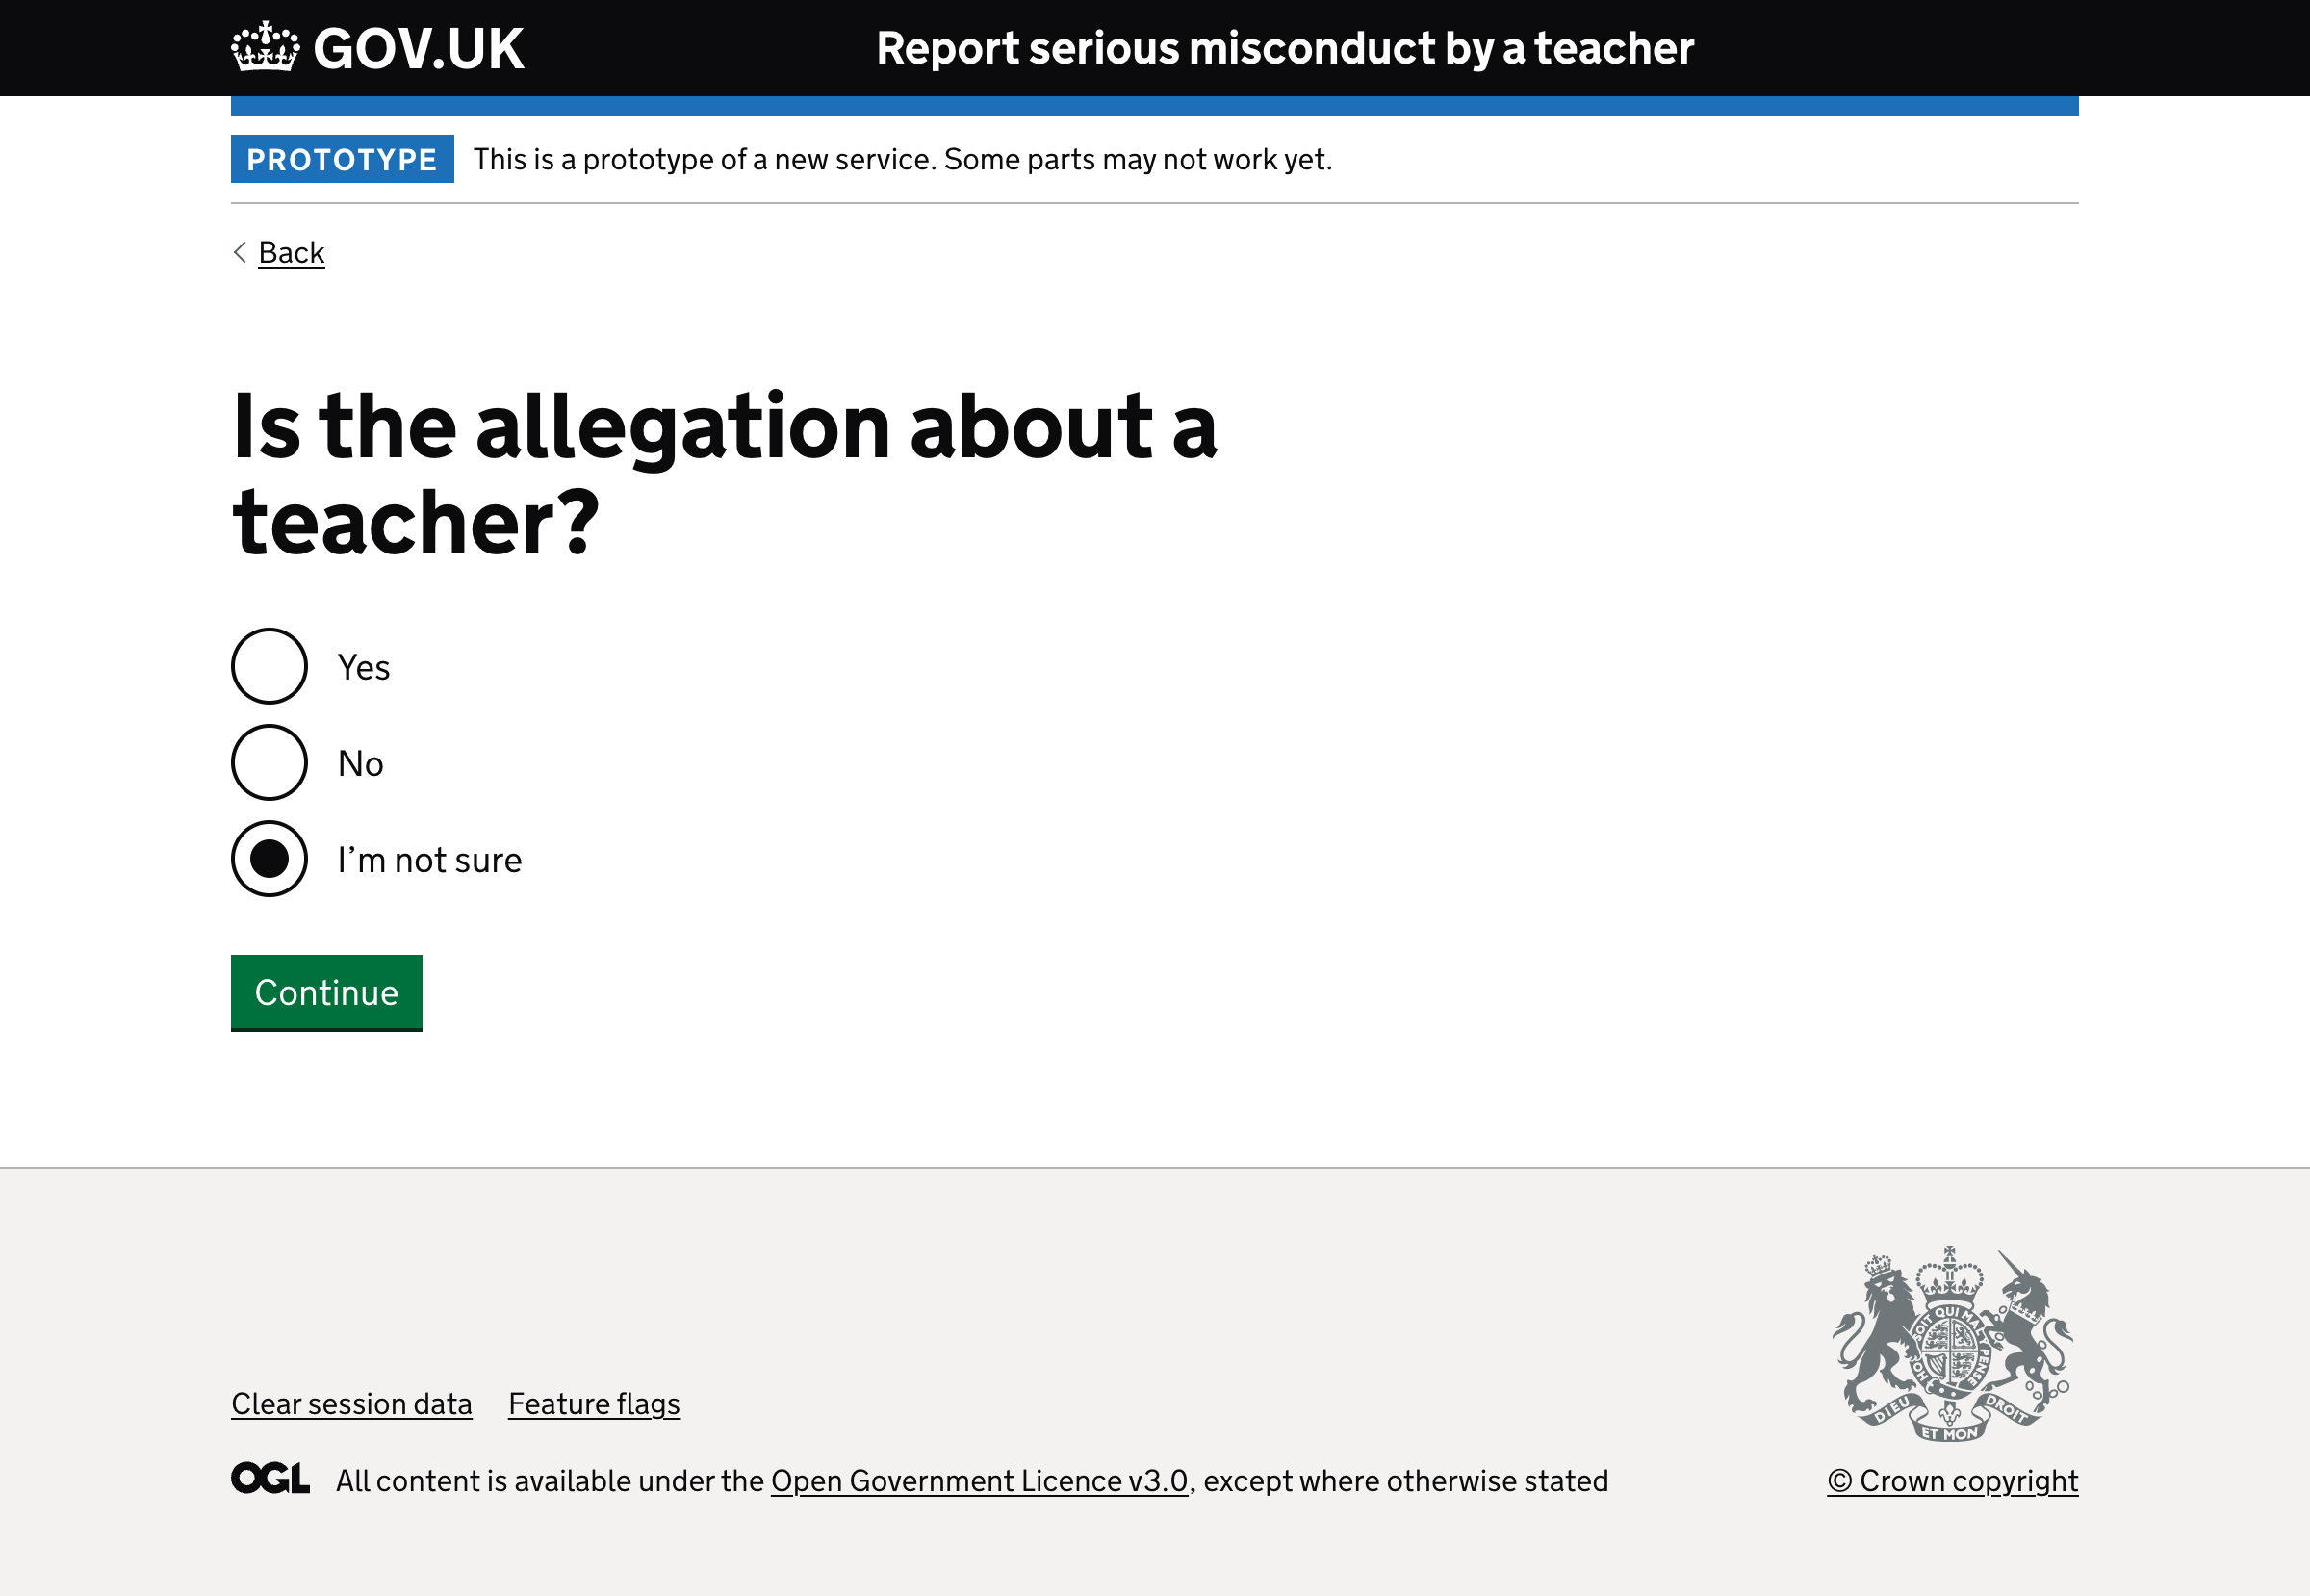 GOV.UK
Report serious misconduct by a teacher
PROTOTYPE This is a prototype of a new service. Some parts may not work yet.
Back
Is the allegation about a
teacher?
Yes
No
I’m not sure
Continue
SOIT QUI MAL Y PENSE
HON
DIEU ET MON DROIT
Clear session data Feature flags
OGL All content is available under the Open Government Licence v3.0, except where otherwise stated
© Crown copyright